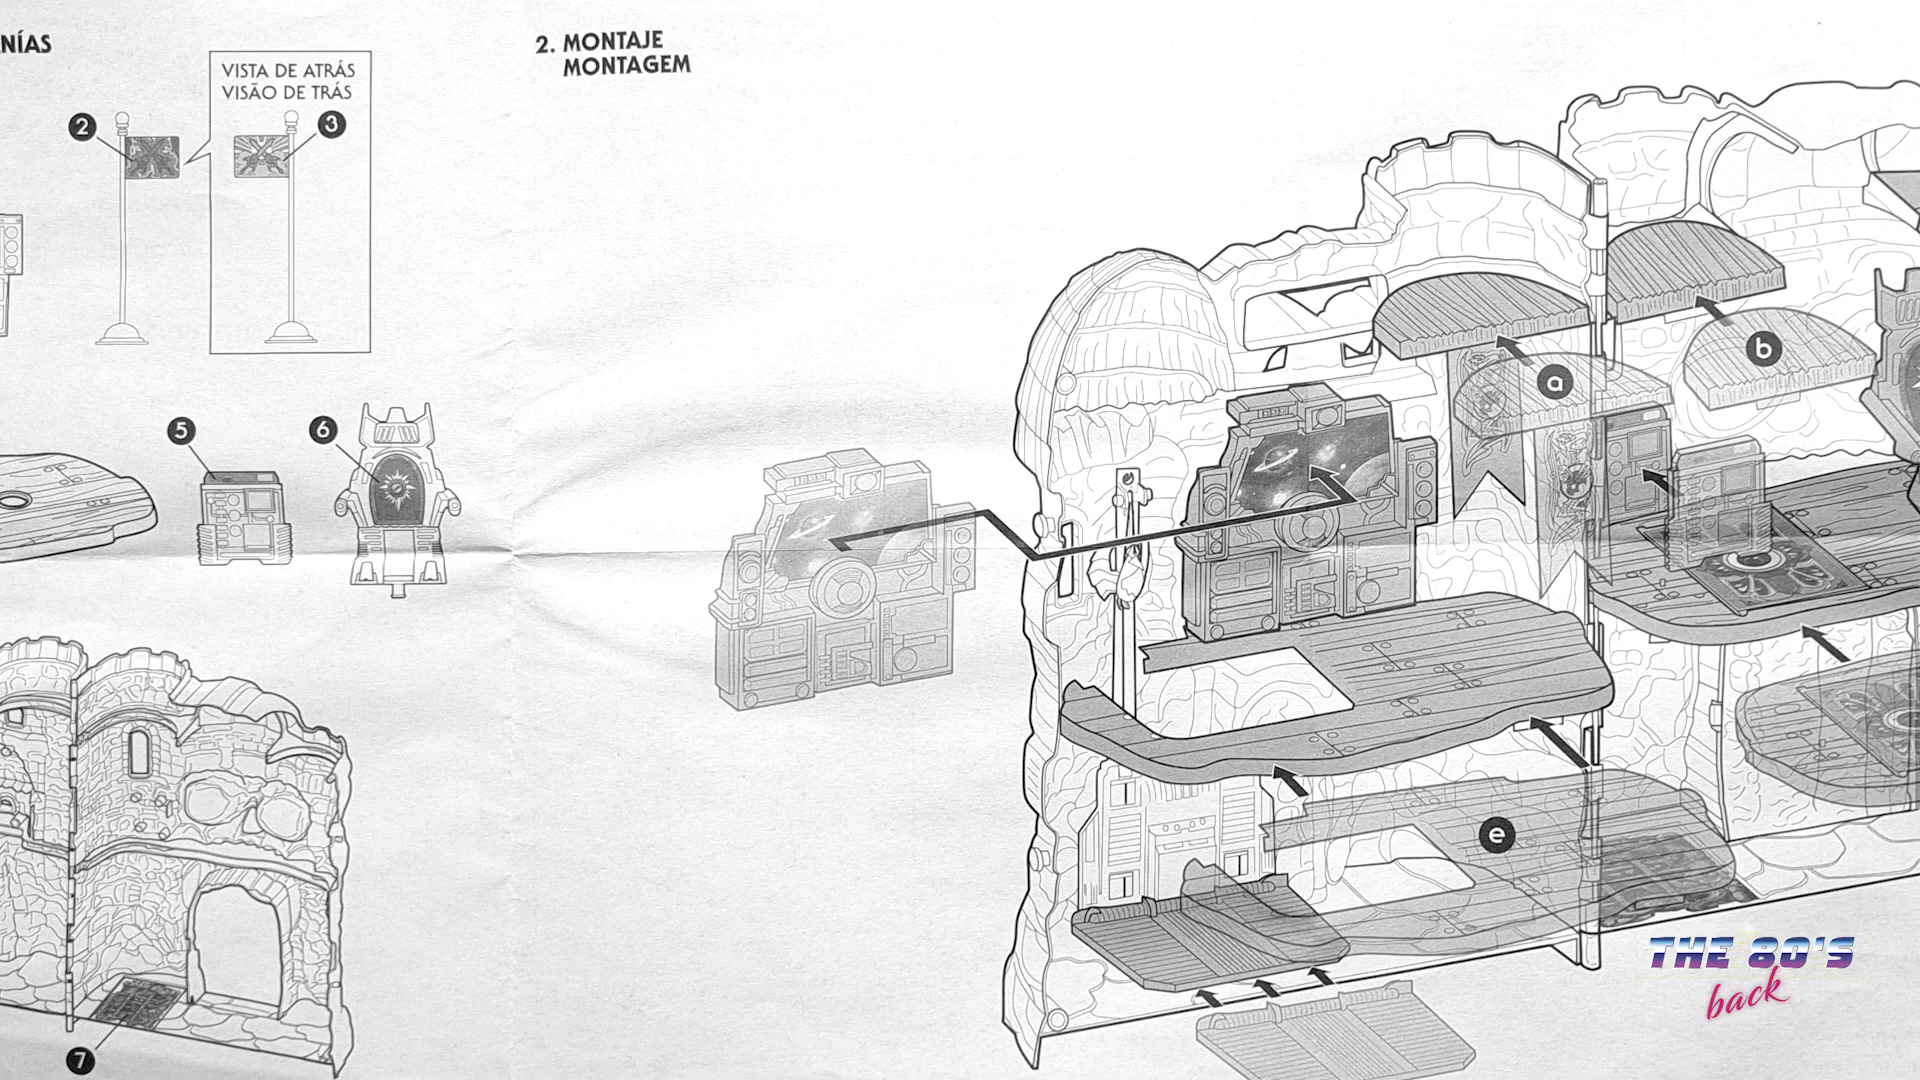 NÍAS
VISTA DE ATRÁS
VISÃO DE TRÁS
2
3
5
6
7
2. MONTAJE
MONTAGEM
a
b
e
THE 80'S
back